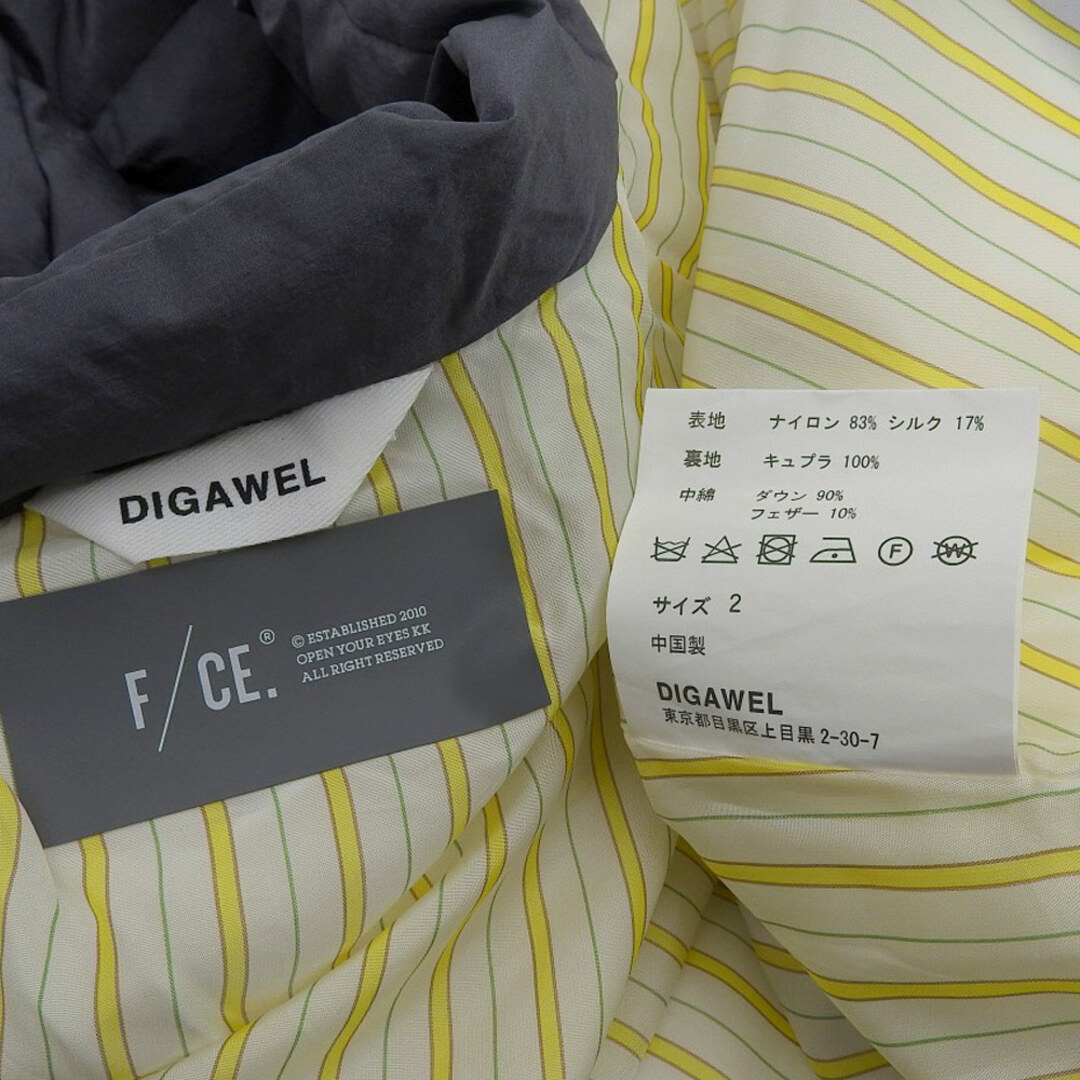 DIGAWEL
F/CE.®
© ESTABLISHED 2010
OPEN YOUR EYES KK
ALL RIGHT RESERVED
表地 ナイロン 83% シルク 17%
裏地 キュプラ 100%
中綿 ダウン 90%
フェザー 10%
F W
サイズ 2
中国製
DIGAWEL
東京都目黒区上目黒 2-30-7